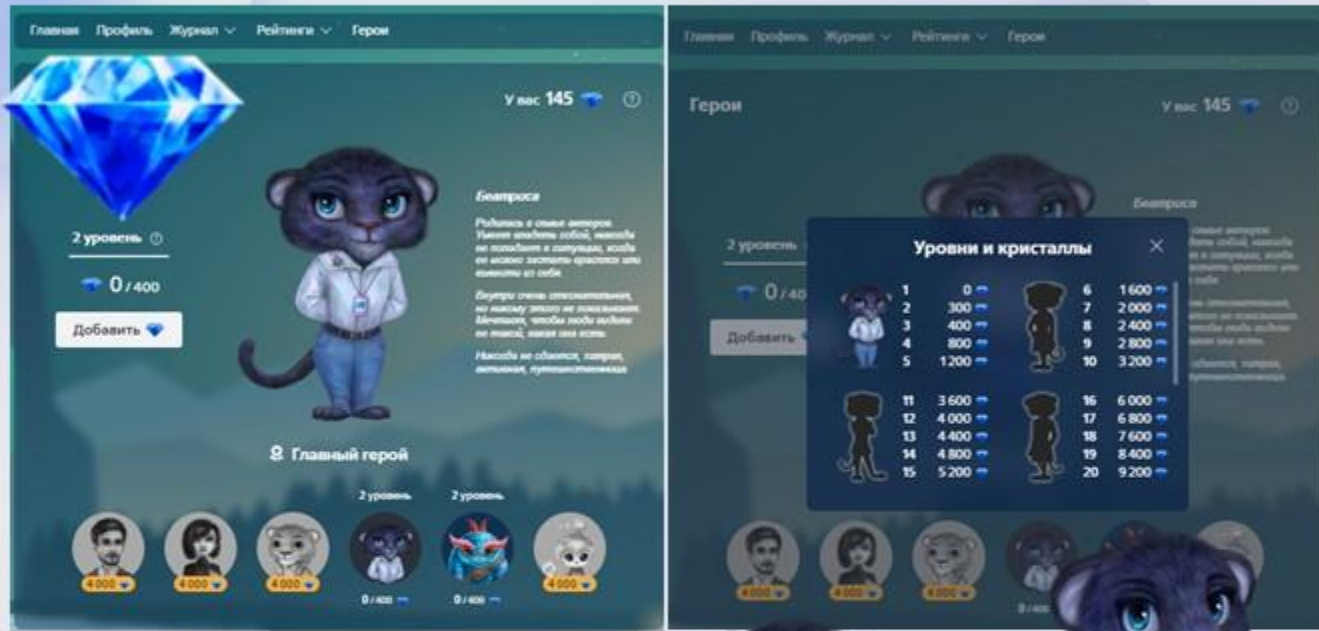 Главная Профиль Журнал Рейтинги Герои
У вас 145
2 уровень
0/400
Добавить
Беатриса
Родилась в семье актеров.
Умеет владеть собой, никогда
не попадает в ситуации, когда
ее можно застать врасплох или
вывести из себя.
Внутри очень
но никому этого не показывает.
Мечтает, чтобы люди видели
ее такой, какая она есть.
Никогда не сдается, хитрая,
активная, путешественница
Главный герой
2 уровень 2 уровень
4 000 4 000 4 000 4 000
0/400 0/400
Главная Профиль Журнал Рейтинги Герои
Герои
У вас 145
Беатриса
2 уровень
0/40
Добавить
Уровни и кристаллы
1 0
2 300
3 400
4 800
5 1 200
6 1 600
7 2 000
8 2 400
9 2 800
10 3 200
11 3 600
12 4 000
13 4 400
14 4 800
15 5 200
16 6 000
17 6 800
18 7 600
19 8 400
20 9 200
4 000 4 000 4 000
0/400